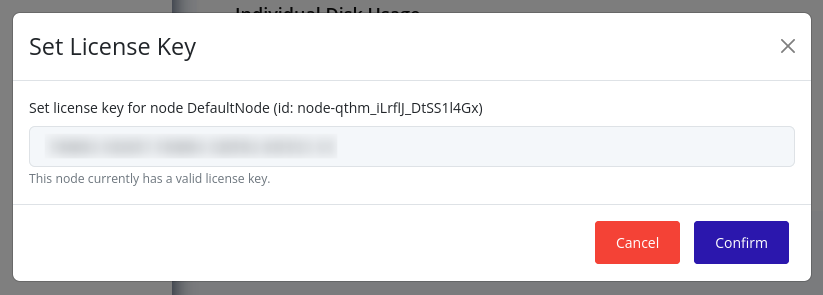 Individual Disk Usage
Set License Key
Set license key for node DefaultNode (id: node-qthm_iLrflJ_DtSS1l4Gx)
This node currently has a valid license key.
Cancel
Confirm